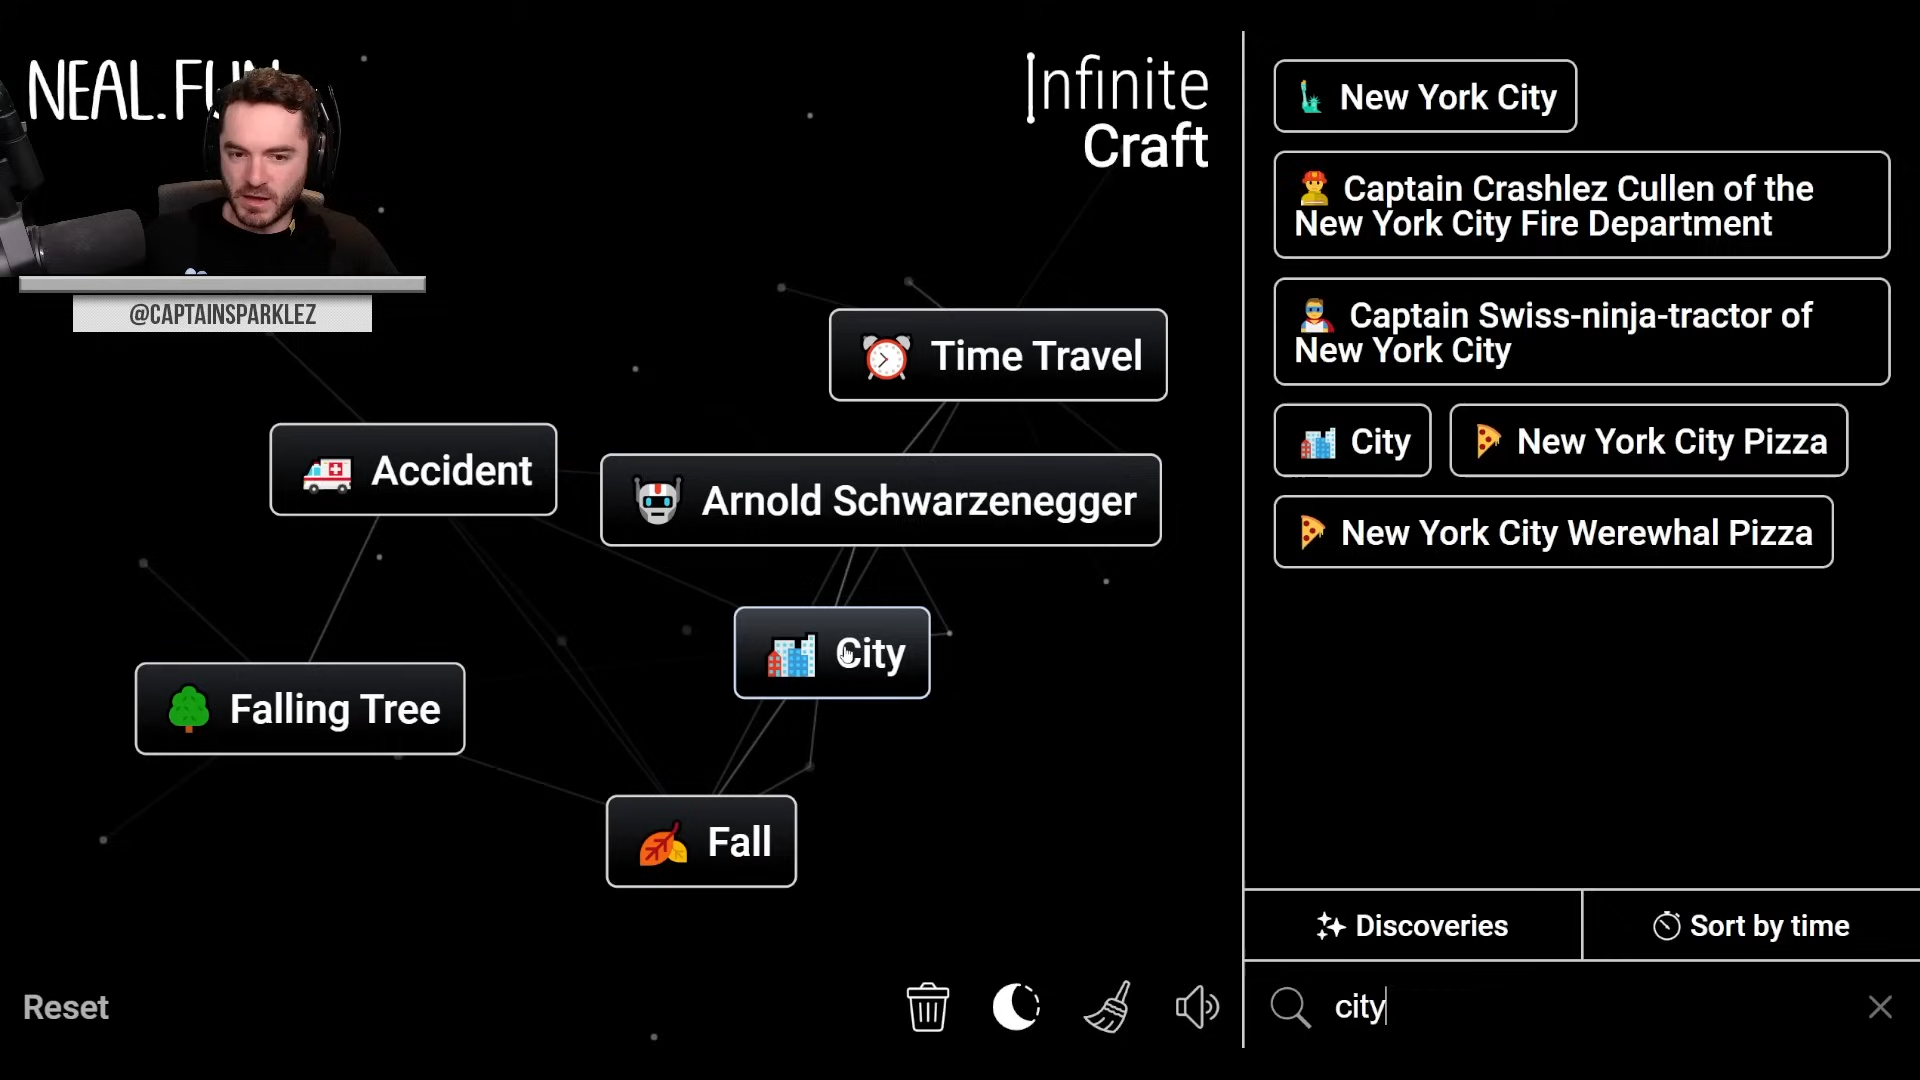 NEAL.FUN
@CAPTAINSPARKLEZ
Infinite
Craft
Time Travel
Accident
Arnold Schwarzenegger
City
Falling Tree
Fall
Reset
New York City
Captain Crashlez Cullen of the
New York City Fire Department
Captain Swiss-ninja-tractor of
New York City
City
New York City Pizza
New York City Werewhal Pizza
Discoveries
Sort by time
city